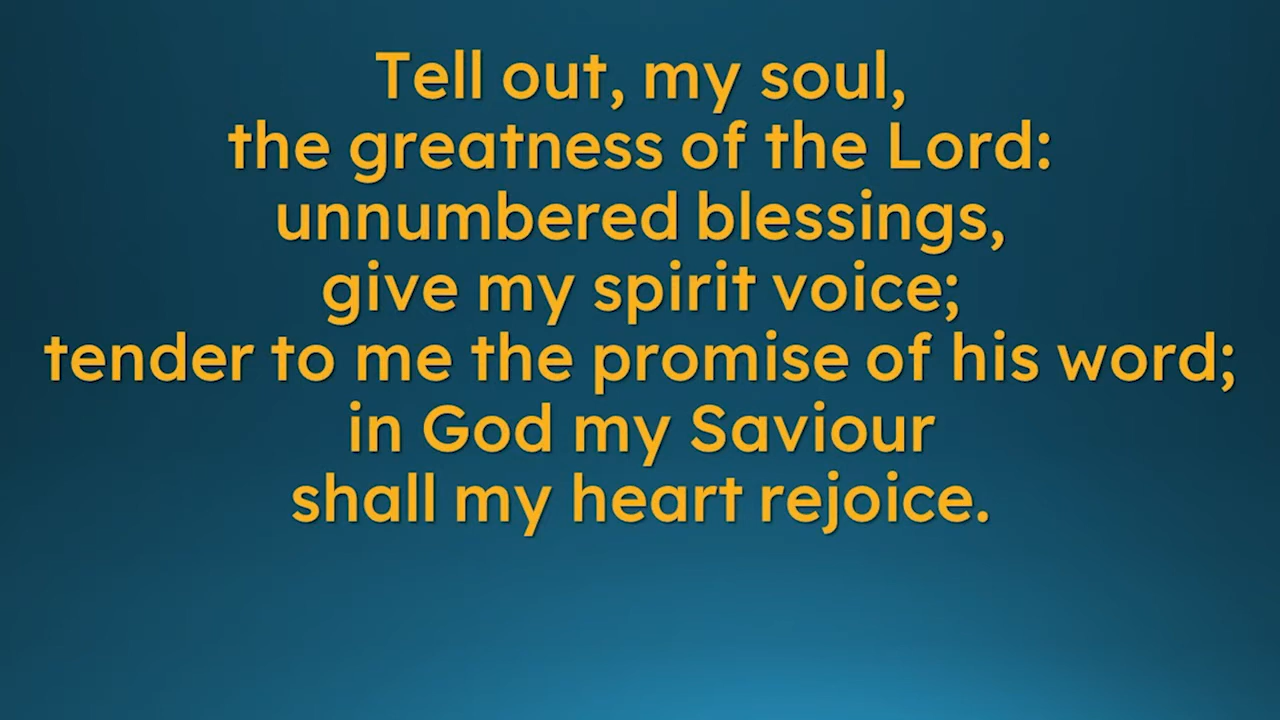 Tell out, my soul,
the greatness of the Lord:
unnumbered blessings,
give my spirit voice;
tender to me the promise of his word;
in God my Saviour
shall my heart rejoice.